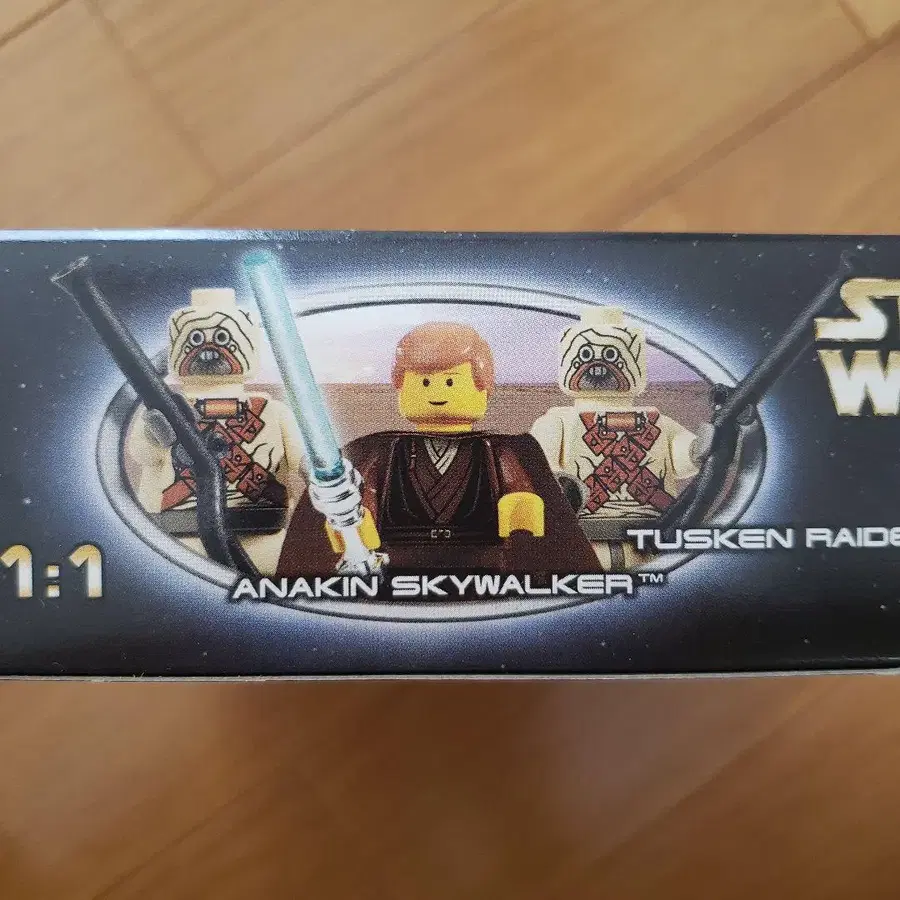 1:1
ANAKIN SKYWALKER™
TUSKEN RAIDE